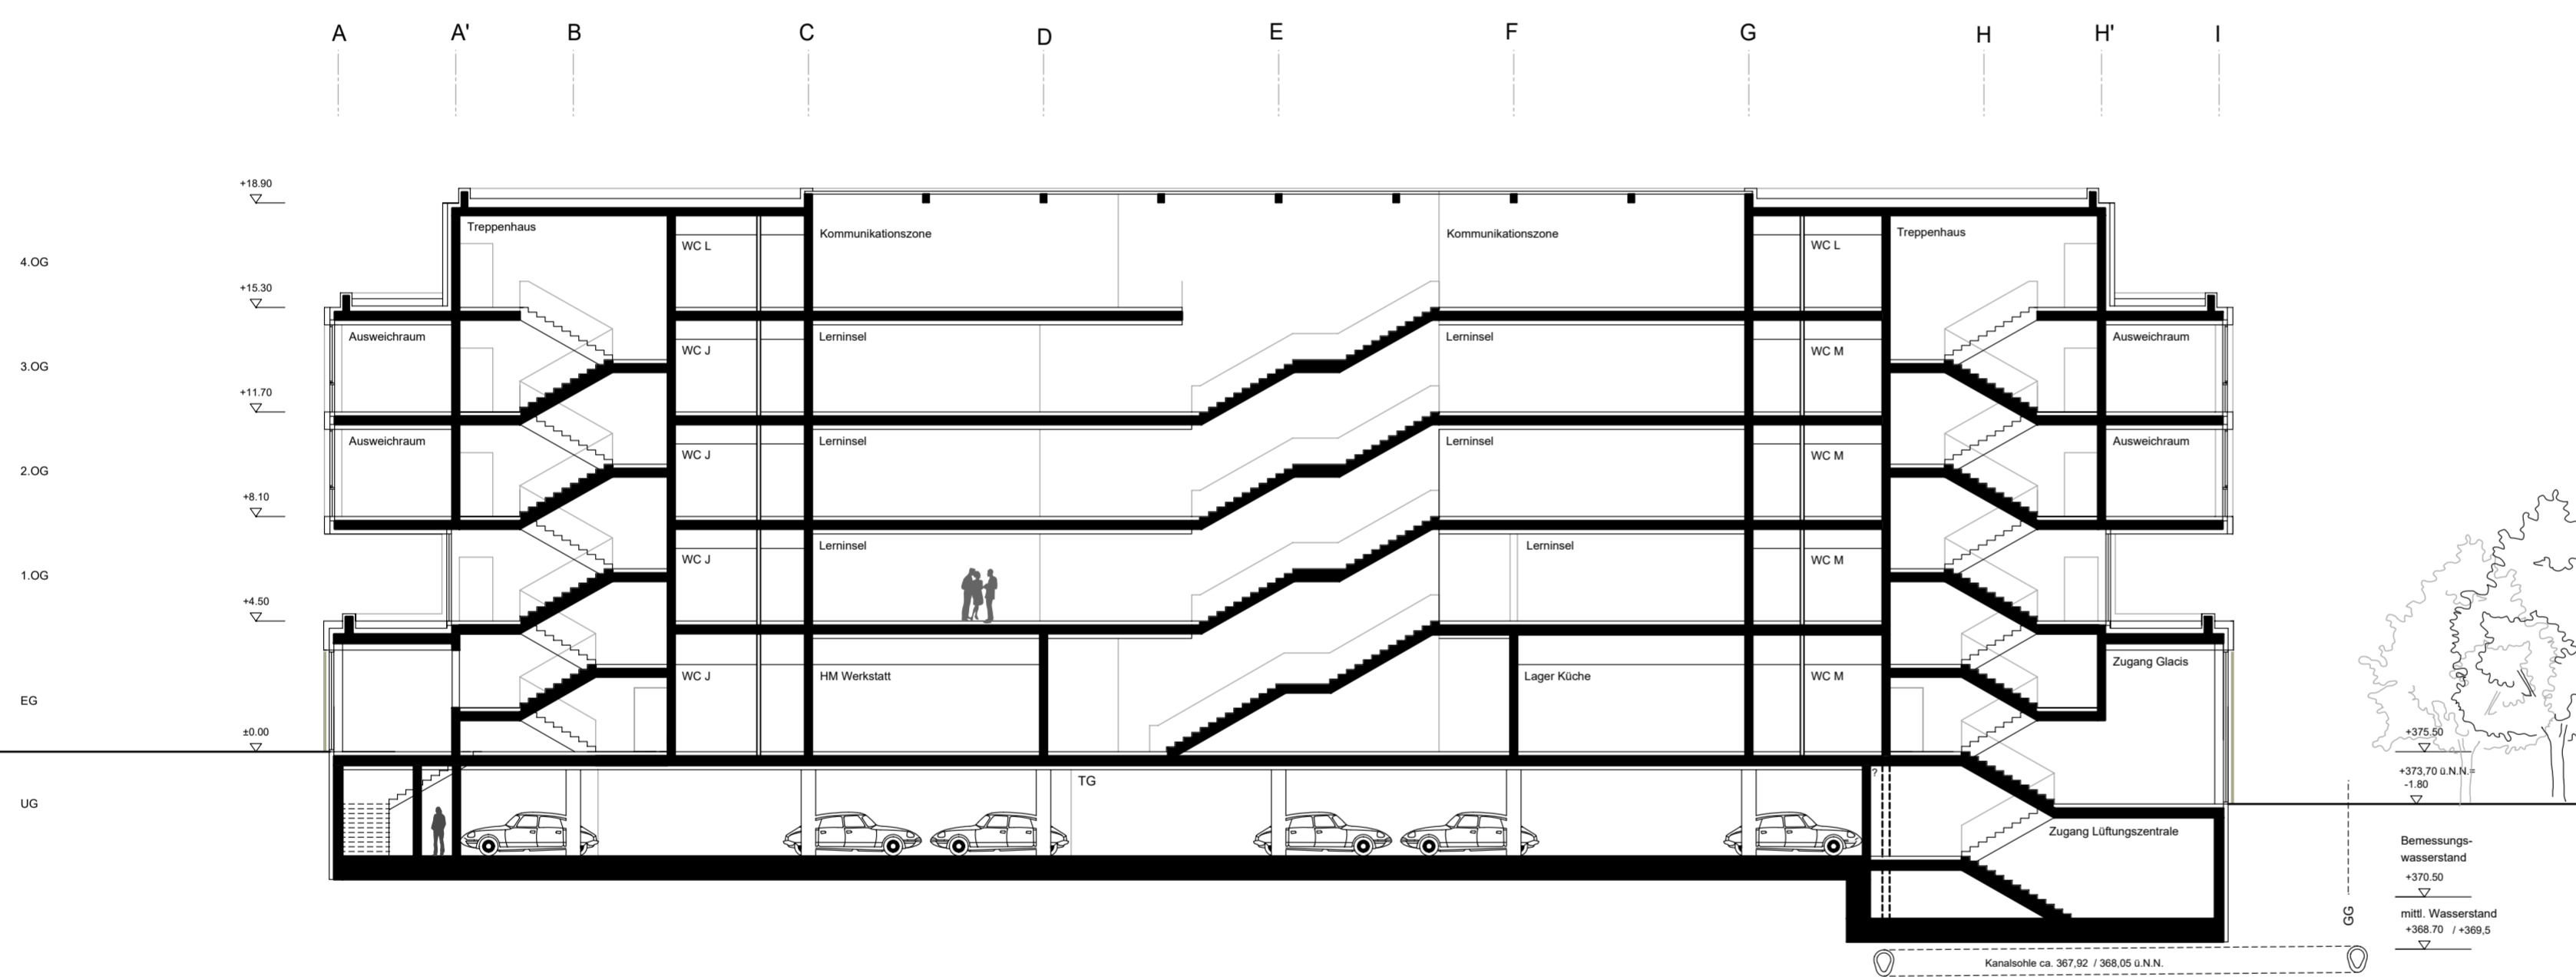 A A' B C D E F G H H' I
+18.90
Treppenhaus
WC L
Kommunikationszone
Kommunikationszone
WC L
Treppenhaus
4.OG
+15.30
Ausweichraum
WC J
Lerninsel
Lerninsel
WC M
Ausweichraum
3.OG
+11.70
Ausweichraum
WC J
Lerninsel
Lerninsel
WC M
Ausweichraum
2.OG
+8.10
WC J
Lerninsel
Lerninsel
WC M
1.OG
+4.50
WC J
HM Werkstatt
Lager Küche
WC M
Zugang Glacis
EG
±0.00
+375.50
UG
TG
?
+373,70 ü.N.N.=
-1.80
Zugang Lüftungszentrale
Bemessungs-
wasserstand
+370.50
GG
mittl. Wasserstand
+368.70 / +369,5
Kanalsohle ca. 367,92 / 368,05 ü.N.N.